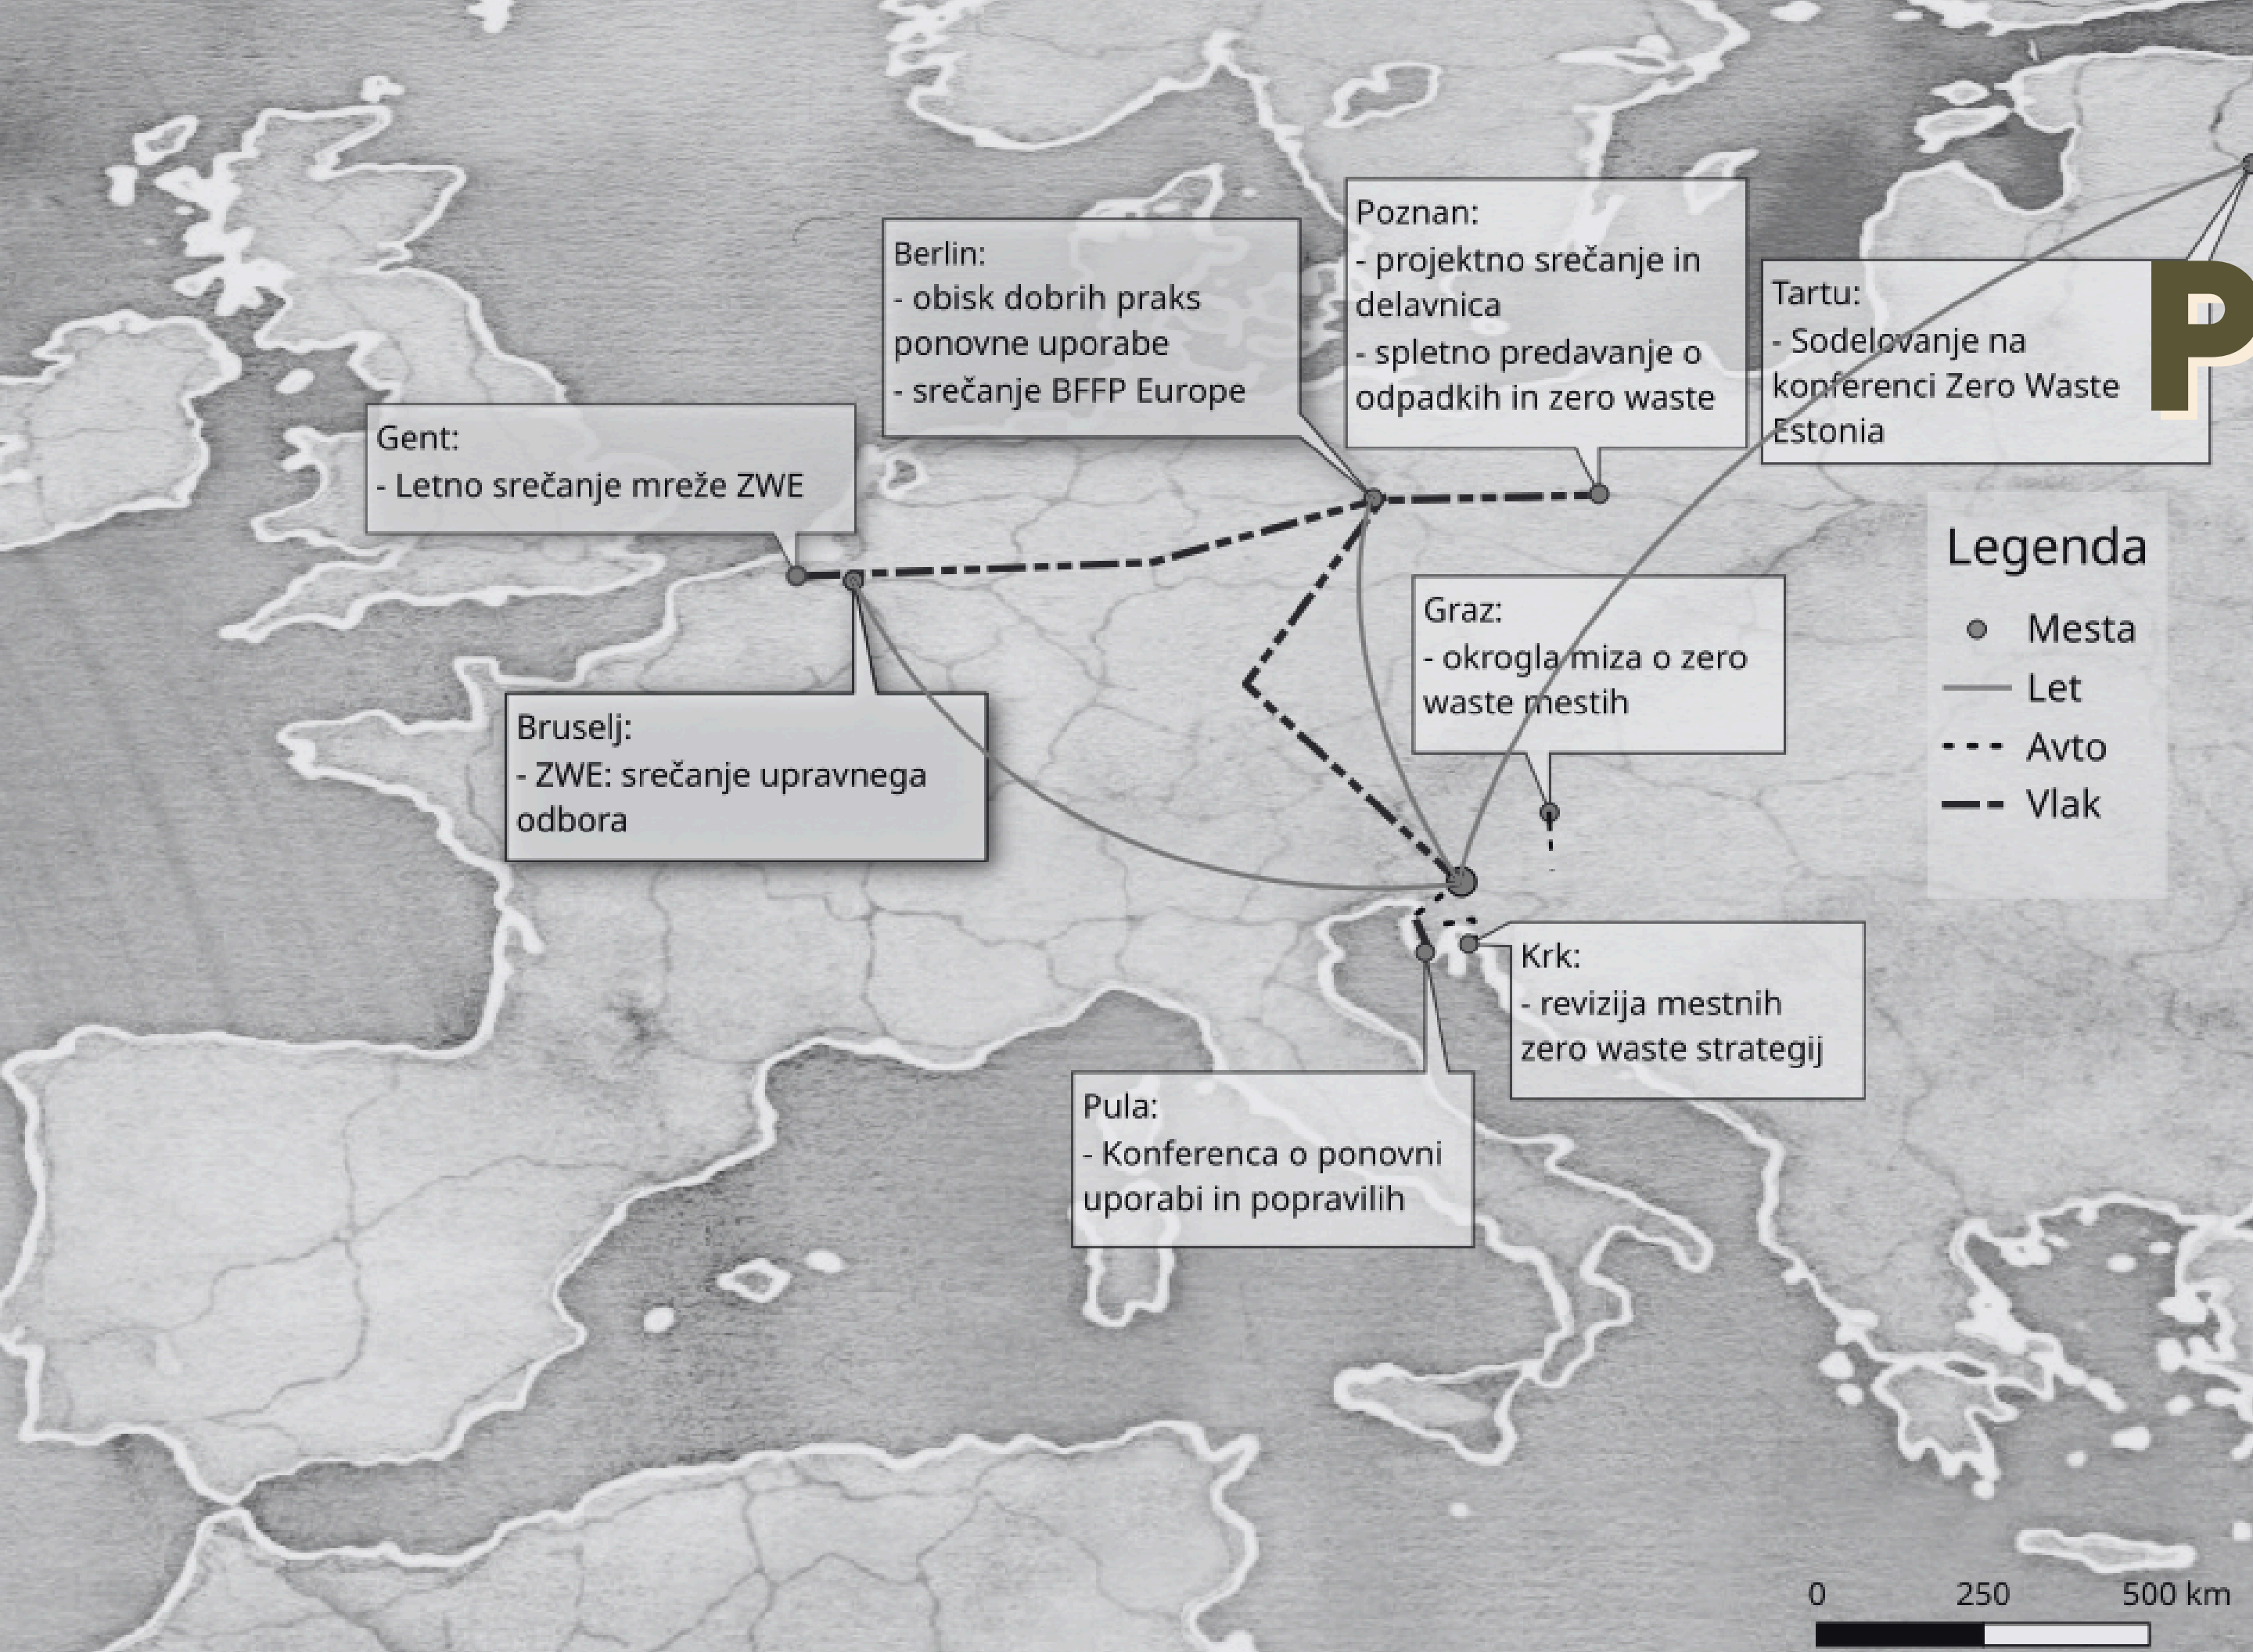 Poznan:
- projektno srečanje in
delavnica
- spletno predavanje o
odpadkih in zero waste
Berlin:
- obisk dobrih praks
ponovne uporabe
- srečanje BFFP Europe
Tartu:
- Sodelovanje na
konferenci Zero Waste
Estonia
P
Gent:
- Letno srečanje mreže ZWE
Legenda
Mesta
Let
Avto
Vlak
Graz:
- okrogla miza o zero
waste mestih
Bruselj:
- ZWE: srečanje upravnega
odbora
Krk:
- revizija mestnih
zero waste strategij
Pula:
- Konferenca o ponovni
uporabi in popravilih
0 250 500 km